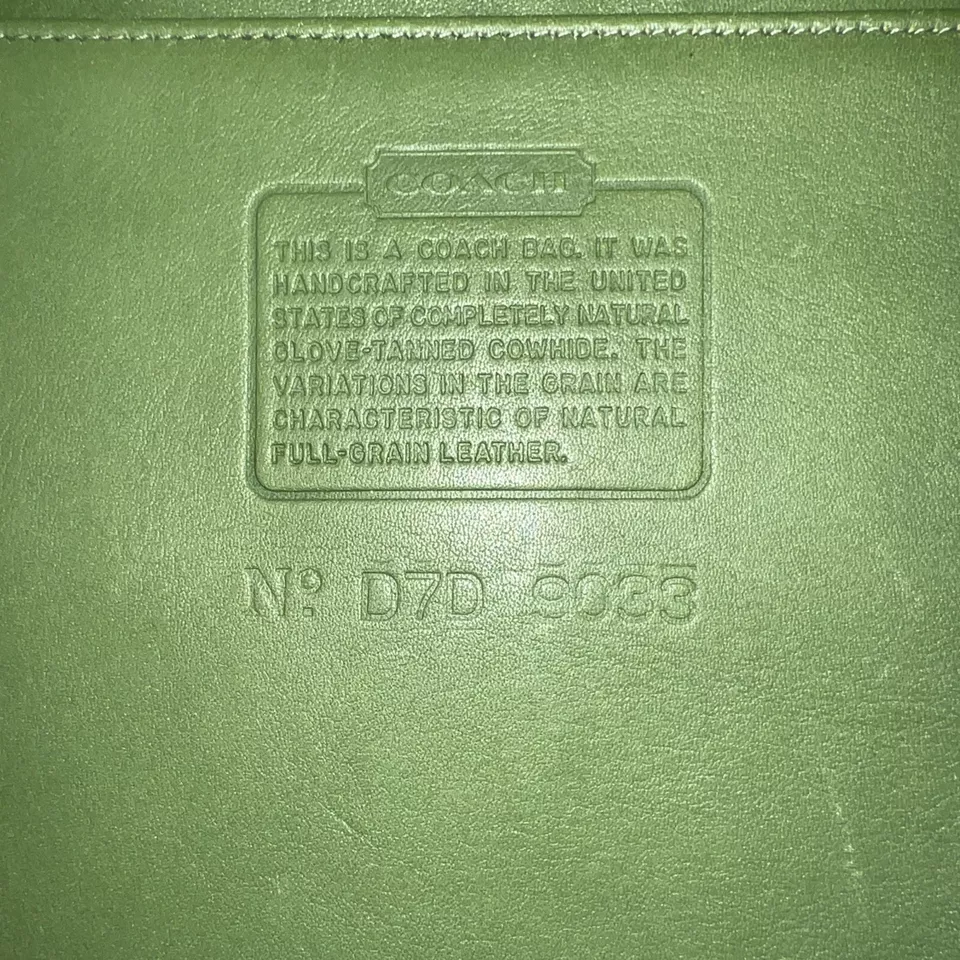 COACH
THIS IS A COACH BAG. IT WAS
HANDCRAFTED IN THE UNITED
STATES OF COMPLETELY NATURAL
GLOVE-TANNED COWHIDE. THE
VARIATIONS IN THE GRAIN ARE
CHARACTERISTIC OF NATURAL
FULL-GRAIN LEATHER.
Nº D7D 9033